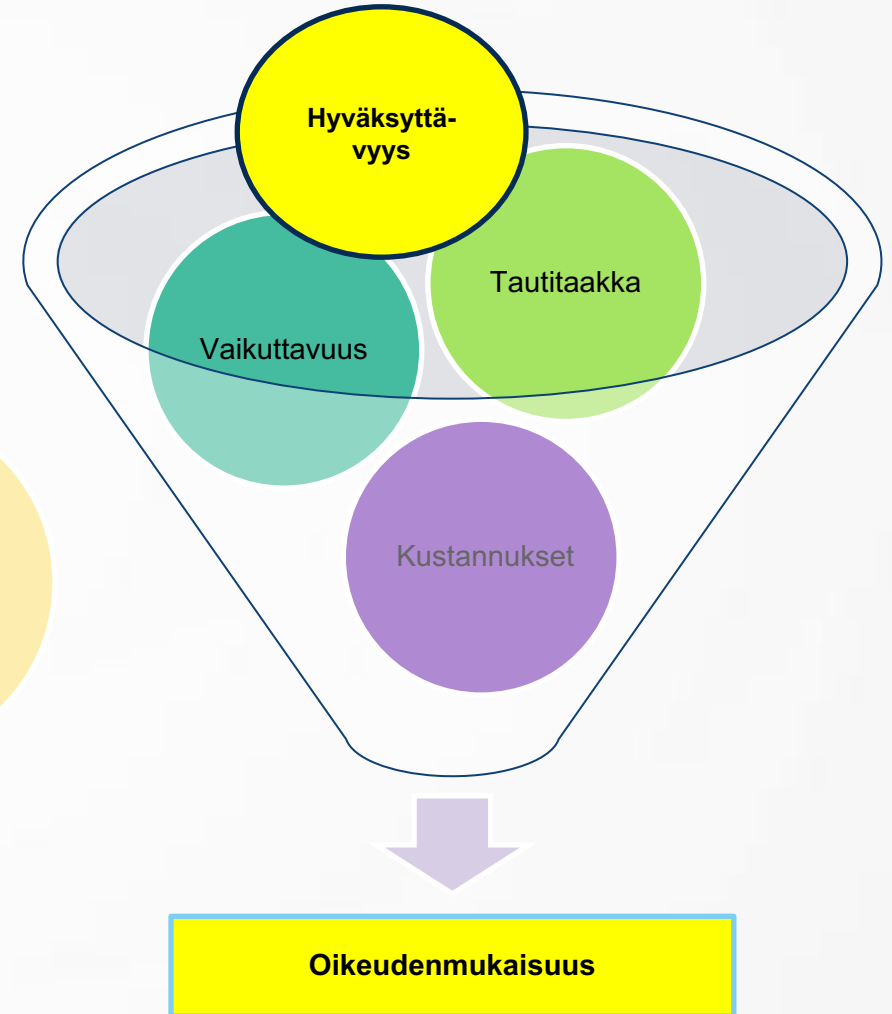 Hyväksyttä-
vyys
Tautitaakka
Vaikuttavuus
Kustannukset
Oikeudenmukaisuus